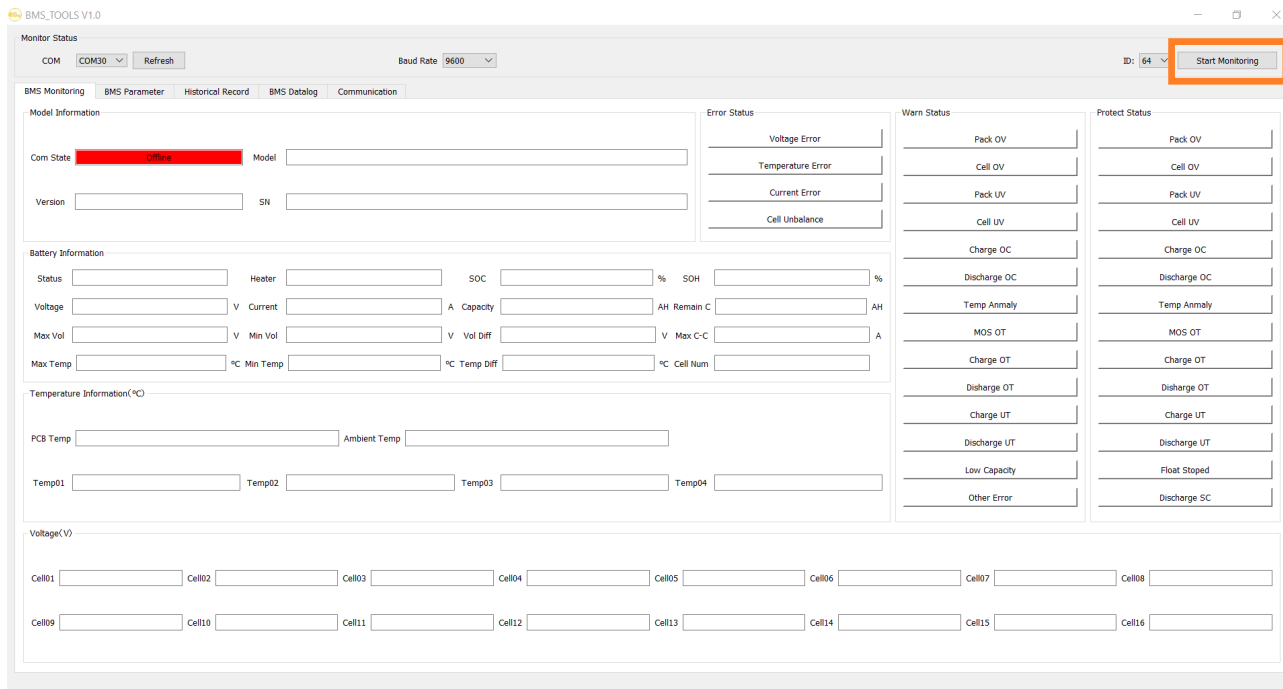 BMS_TOOLS V1.0
Monitor Status
COM COM30 Refresh Baud Rate 9600 ID: 64 Start Monitoring
BMS Monitoring BMS Parameter Historical Record BMS Datalog Communication
Model Information
Com State Offline Model
Version SN
Error Status
Voltage Error
Temperature Error
Current Error
Cell Unbalance
Warn Status
Pack OV
Cell OV
Pack UV
Cell UV
Charge OC
Discharge OC
Temp Anmaly
MOS OT
Charge OT
Disharge OT
Charge UT
Discharge UT
Low Capacity
Other Error
Protect Status
Pack OV
Cell OV
Pack UV
Cell UV
Charge OC
Discharge OC
Temp Anmaly
MOS OT
Charge OT
Disharge OT
Charge UT
Discharge UT
Float Stoped
Discharge SC
Battery Information
Status Heater SOC % SOH %
Voltage V Current A Capacity AH Remain C AH
Max Vol V Min Vol V Vol Diff V Max C-C A
Max Temp ºC Min Temp ºC Temp Diff ºC Cell Num
Temperature Information(ºC)
PCB Temp Ambient Temp
Temp01 Temp02 Temp03 Temp04
Voltage(V)
Cell01 Cell02 Cell03 Cell04 Cell05 Cell06 Cell07 Cell08
Cell09 Cell10 Cell11 Cell12 Cell13 Cell14 Cell15 Cell16